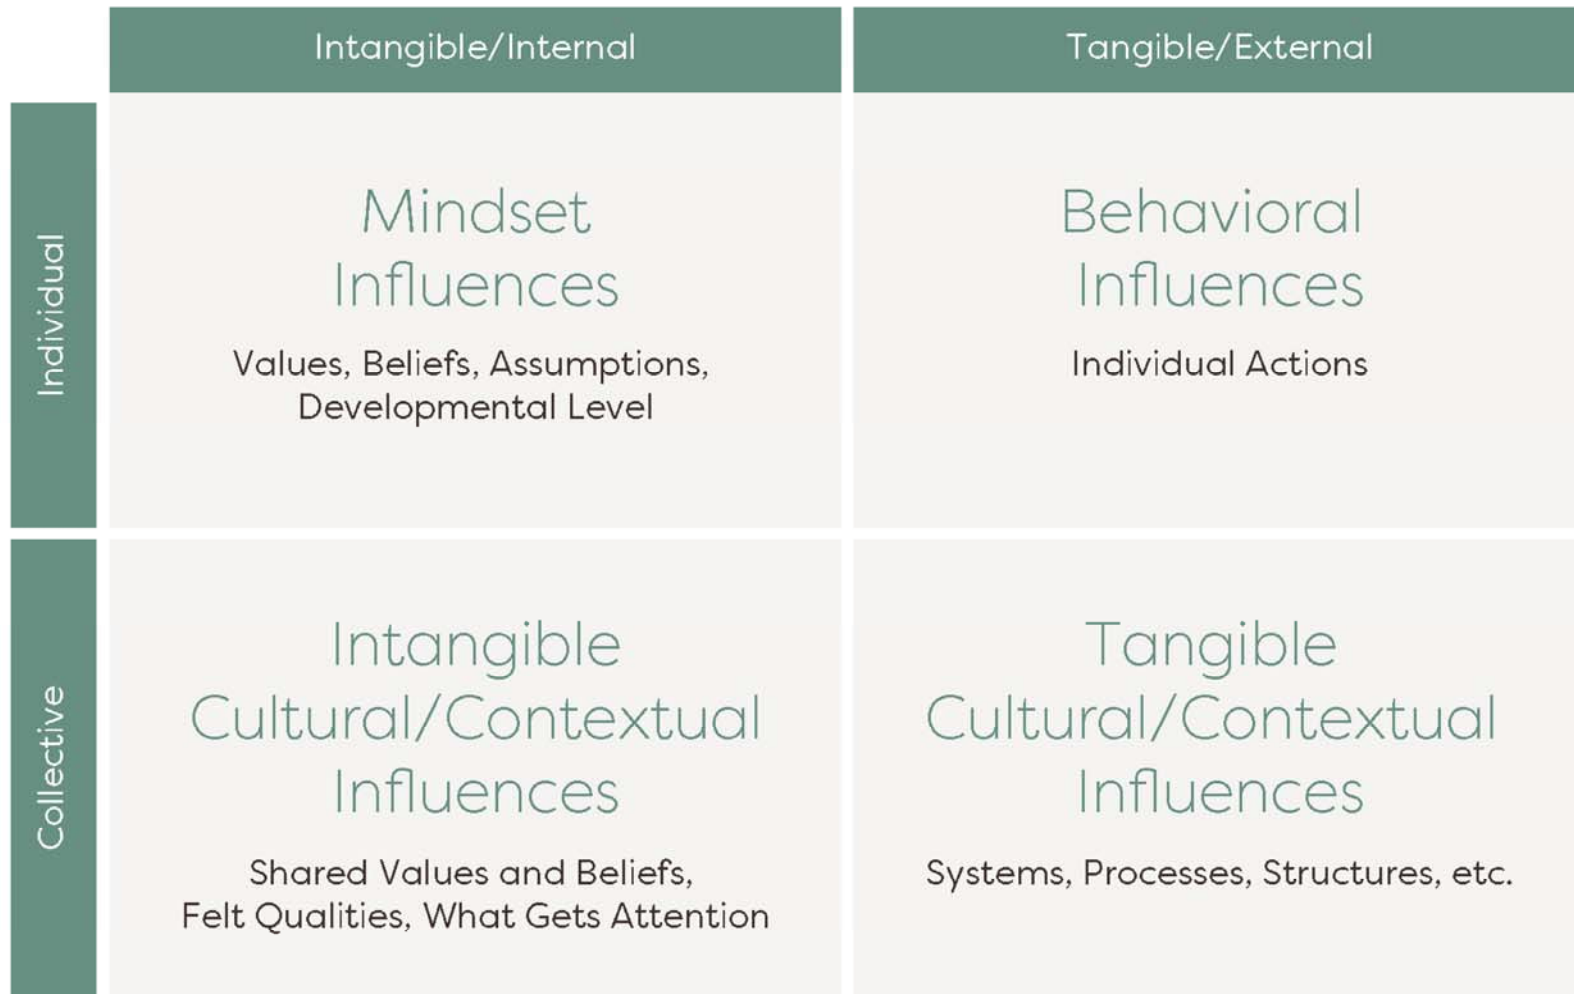 Intangible/Internal
Tangible/External
Individual
Mindset
Influences
Values, Beliefs, Assumptions,
Developmental Level
Behavioral
Influences
Individual Actions
Collective
Intangible
Cultural/Contextual
Influences
Shared Values and Beliefs,
Felt Qualities, What Gets Attention
Tangible
Cultural/Contextual
Influences
Systems, Processes, Structures, etc.